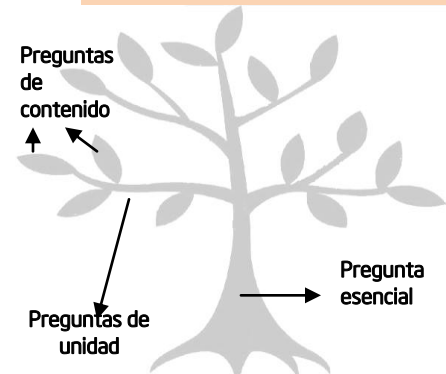 Preguntas
de
contenido
Pregunta
esencial
Preguntas de
unidad